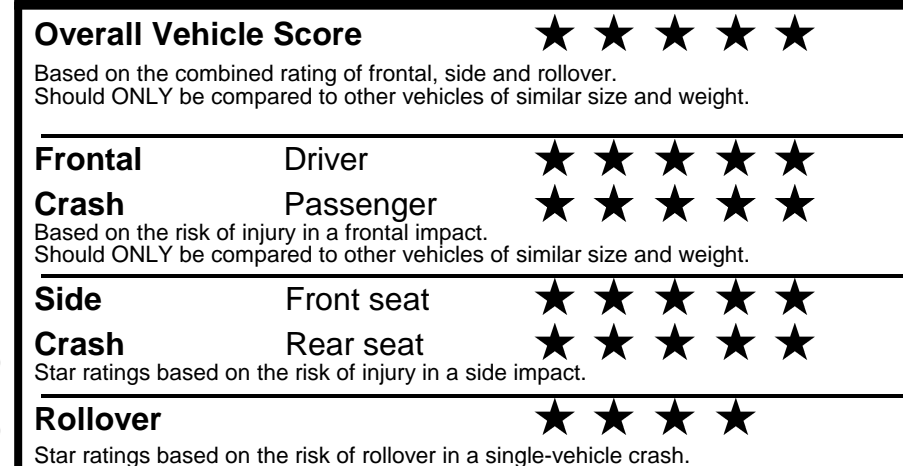 Overall Vehicle Score ★ ★ ★ ★ ★
Based on the combined rating of frontal, side and rollover.
Should ONLY be compared to other vehicles of similar size and weight.
Frontal Driver ★ ★ ★ ★ ★
Crash Passenger ★ ★ ★ ★ ★
Based on the risk of injury in a frontal impact.
Should ONLY be compared to other vehicles of similar size and weight.
Side Front seat ★ ★ ★ ★ ★
Crash Rear seat ★ ★ ★ ★ ★
Star ratings based on the risk of injury in a side impact.
Rollover ★ ★ ★ ★
Star ratings based on the risk of rollover in a single-vehicle crash.